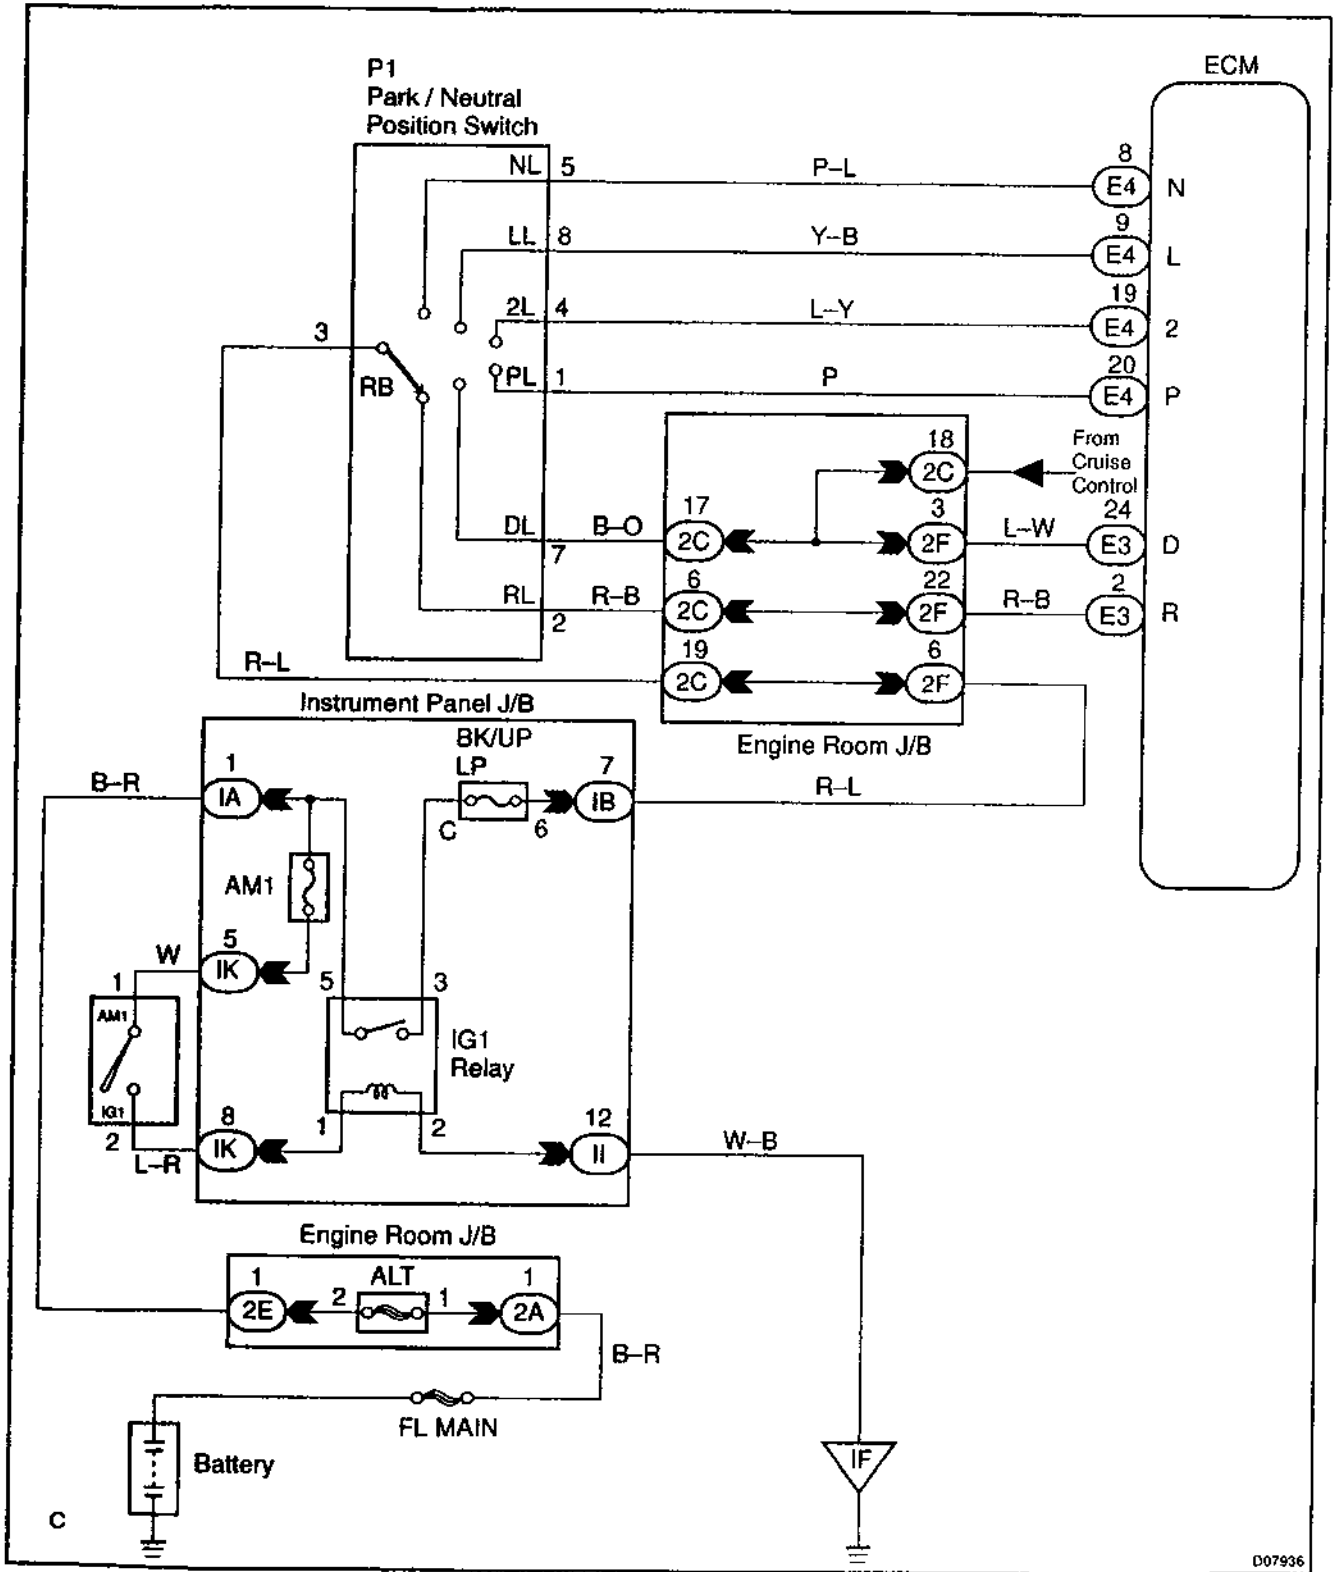 ECM
P1
Park / Neutral
Position Switch
NL 5 P–L 8 E4 N
LL 8 Y–B 9 E4 L
2L 4 L–Y 19 E4 2
3
RB
PL 1 P 20 E4 P
18 2C
From
Cruise
Control
DL 7 B–O 17 2C 3 2F L–W 24 E3 D
RL 2 R–B 6 2C 22 2F R–B 2 E3 R
R–L 19 2C 6 2F
Engine Room J/B
Instrument Panel J/B
BK/UP
LP
B–R 1 IA C 6 7 IB R–L
AM1
W 5 IK
1
AM1
IG1
2
L–R
5 3
IG1
Relay
1 2
8 IK
12 II W–B
Engine Room J/B
1 2E 2 ALT 1 1 2A
B–R
FL MAIN
Battery
IF
C
D07936